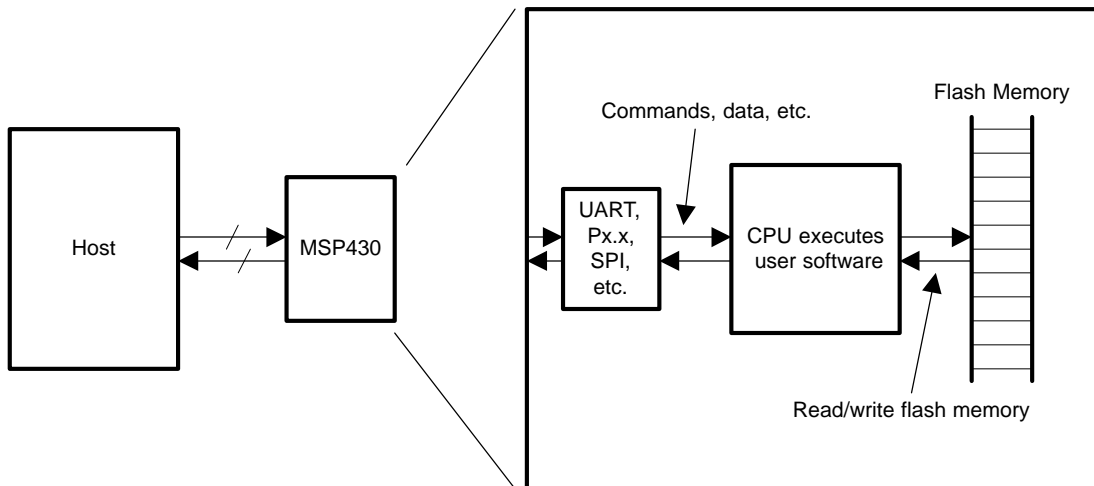 Host
MSP430
Commands, data, etc.
Flash Memory
UART,
Px.x,
SPI,
etc.
CPU executes
user software
Read/write flash memory